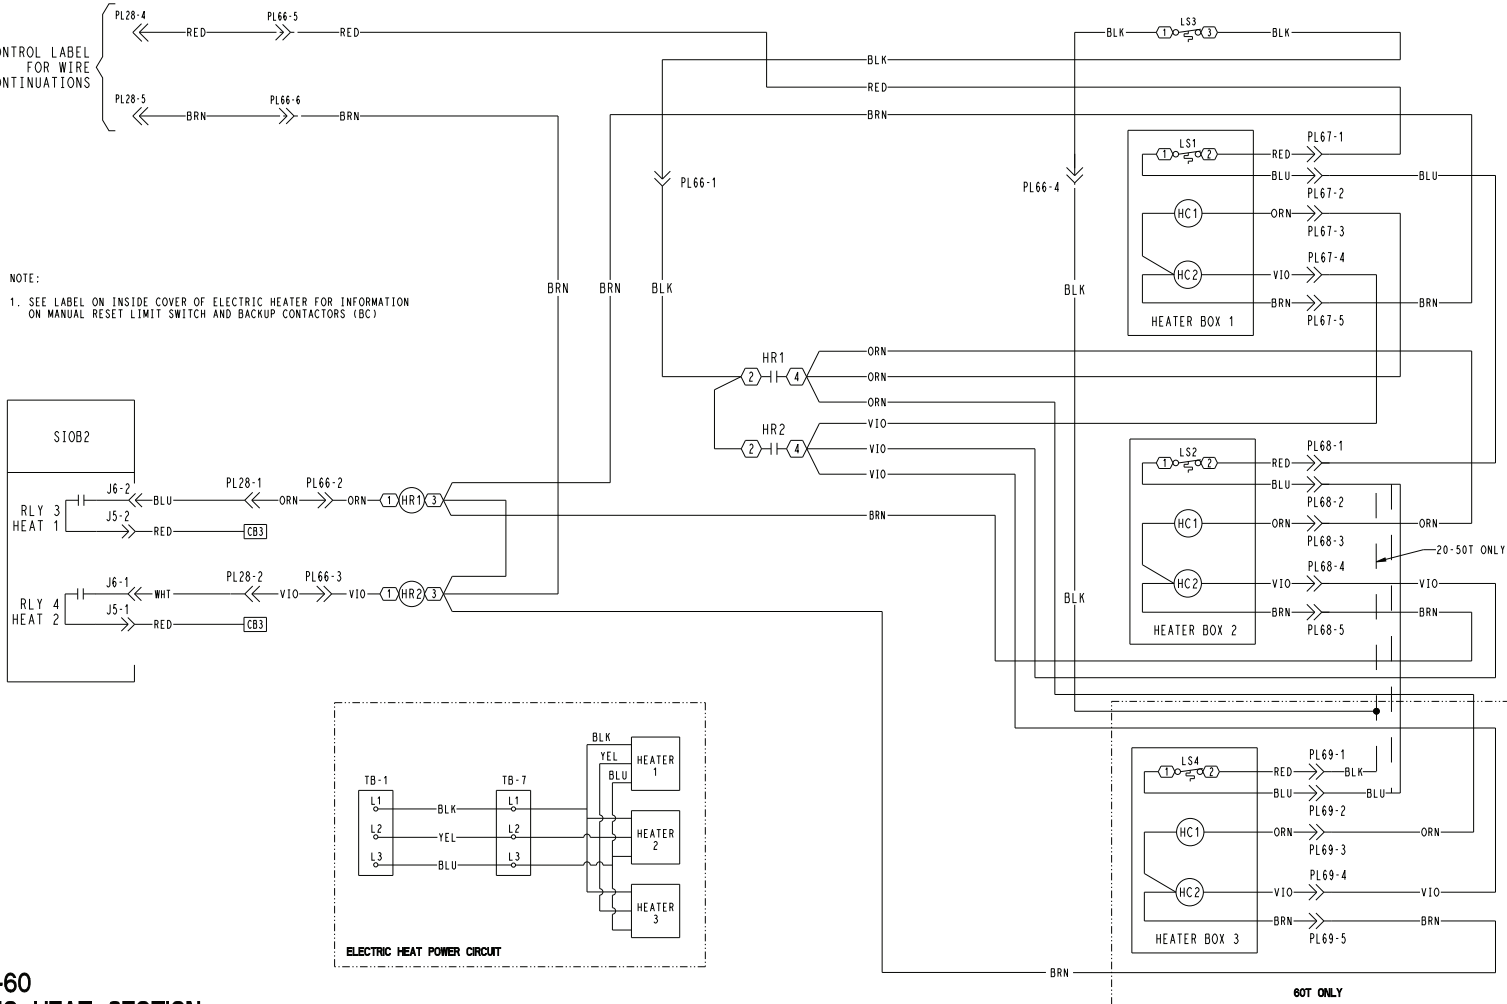 PL28-4
PL66-5
RED
RED
CONTROL LABEL
FOR WIRE
CONTINUATIONS
PL28-5
PL66-6
BRN
BRN
BLK
LS3
1
3
BLK
BLK
RED
BRN
PL66-1
PL66-4
LS1
1
2
RED
PL67-1
BLU
BLU
PL67-2
HC1
ORN
PL67-3
PL67-4
HC2
VIO
BRN
BRN
PL67-5
HEATER BOX 1
NOTE:
1. SEE LABEL ON INSIDE COVER OF ELECTRIC HEATER FOR INFORMATION
ON MANUAL RESET LIMIT SWITCH AND BACKUP CONTACTORS (BC)
BRN
BRN
BLK
BLK
HR1
2
4
ORN
ORN
ORN
HR2
2
4
VIO
VIO
VIO
SIOB2
RLY 3
HEAT 1
J6-2
BLU
PL28-1
ORN
PL66-2
ORN
1
HR1
3
J5-2
RED
CB3
BRN
RLY 4
HEAT 2
J6-1
WHT
PL28-2
VIO
PL66-3
VIO
1
HR2
3
J5-1
RED
CB3
BLK
LS2
1
2
RED
PL68-1
BLU
PL68-2
HC1
ORN
ORN
PL68-3
20-50T ONLY
PL68-4
HC2
VIO
VIO
BRN
BRN
PL68-5
HEATER BOX 2
TB-1
L1
L2
L3
BLK
YEL
BLU
TB-7
L1
L2
L3
BLK
YEL
BLU
HEATER
1
HEATER
2
HEATER
3
ELECTRIC HEAT POWER CIRCUIT
LS4
1
2
RED
PL69-1
BLK
BLU
BLU
PL69-2
HC1
ORN
ORN
PL69-3
PL69-4
HC2
VIO
VIO
BRN
BRN
PL69-5
HEATER BOX 3
BRN
60T ONLY
-60
HEAT SECTION